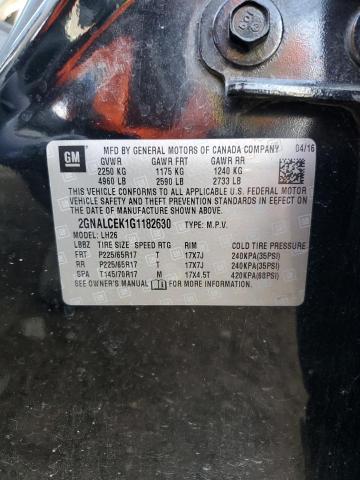 GM
MFD BY GENERAL MOTORS OF CANADA COMPANY 04/16
GVWR GAWR FRT GAWR RR
2250 KG 1175 KG 1240 KG
4960 LB 2590 LB 2733 LB
THIS VEHICLE CONFORMS TO ALL APPLICABLE U.S. FEDERAL MOTOR
VEHICLE SAFETY AND THEFT PREVENTION STANDARDS IN EFFECT
ON THE DATE OF MANUFACTURE SHOWN ABOVE.
2GNALCEK1G1182630 TYPE: M.P.V.
MODEL: LH26
LBBZ TIRE SIZE SPEED RTG RIM COLD TIRE PRESSURE
FRT P225/65R17 T 17X7J 240KPA(35PSI)
RR P225/65R17 T 17X7J 240KPA(35PSI)
SPA T145/70R17 M 17X4.5T 420KPA(60PSI)
SEE OWNER'S MANUAL FOR MORE INFORMATION.